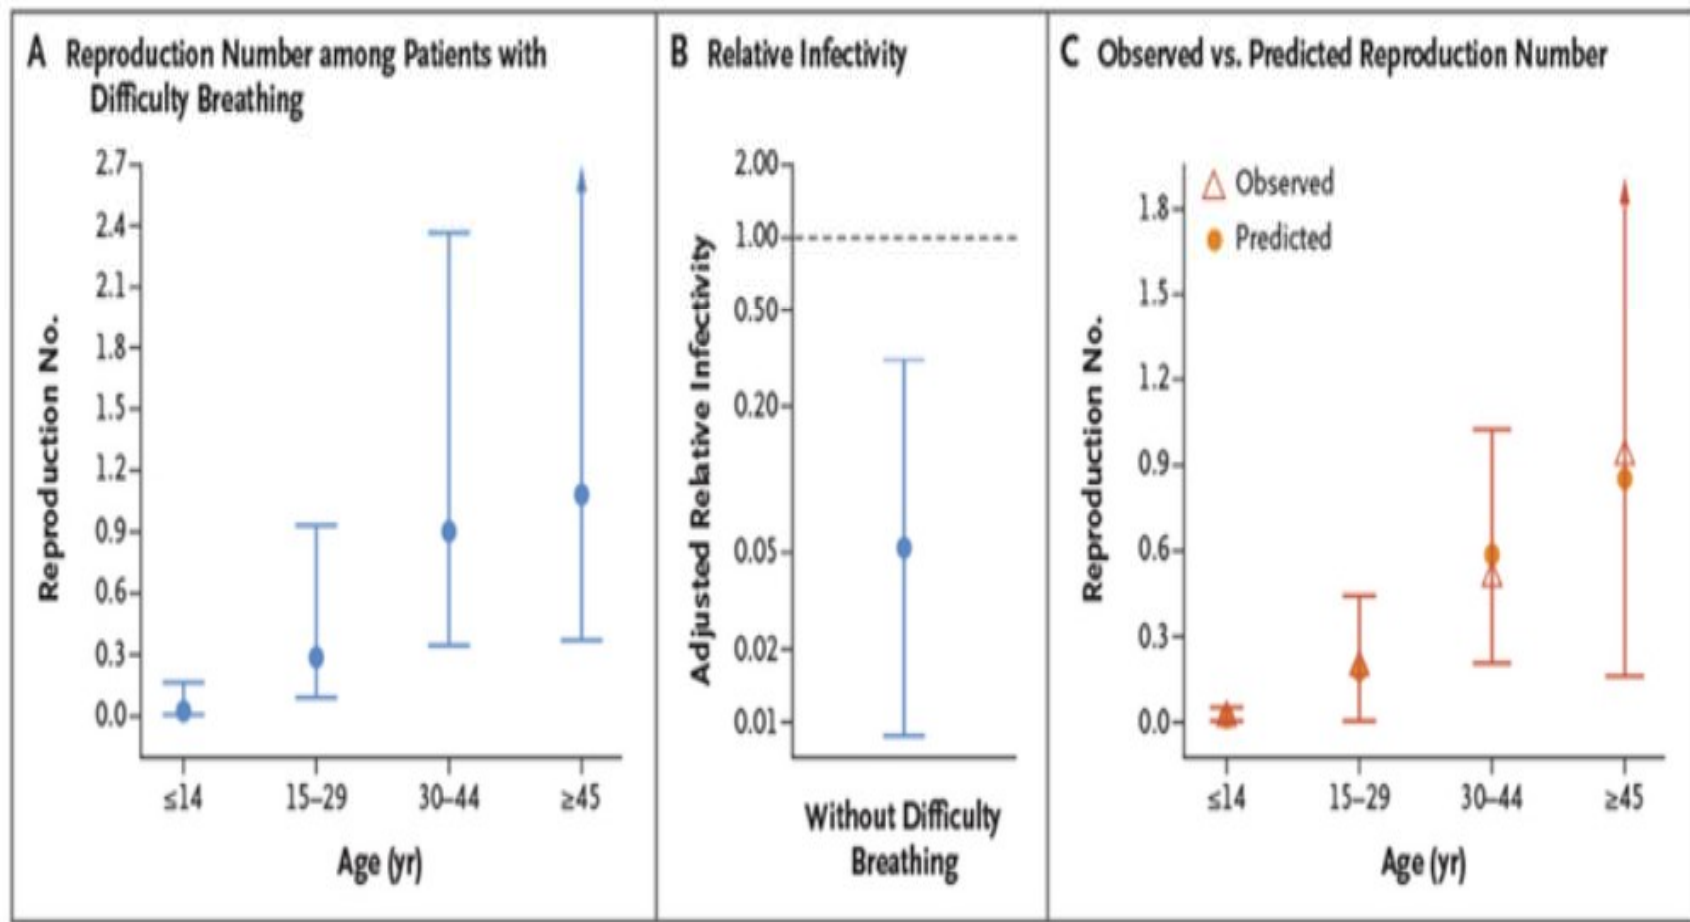 A Reproduction Number among Patients with
Difficulty Breathing
2.7
2.4
2.1
1.8
1.5
1.2
0.9
0.6
0.3
0.0
Reproduction No.
≤14 15–29 30–44 ≥45
Age (yr)
B Relative Infectivity
2.00
1.00
0.50
0.20
0.05
0.02
0.01
Adjusted Relative Infectivity
Without Difficulty
Breathing
C Observed vs. Predicted Reproduction Number
Observed
Predicted
1.8
1.5
1.2
0.9
0.6
0.3
0.0
Reproduction No.
≤14 15–29 30–44 ≥45
Age (yr)